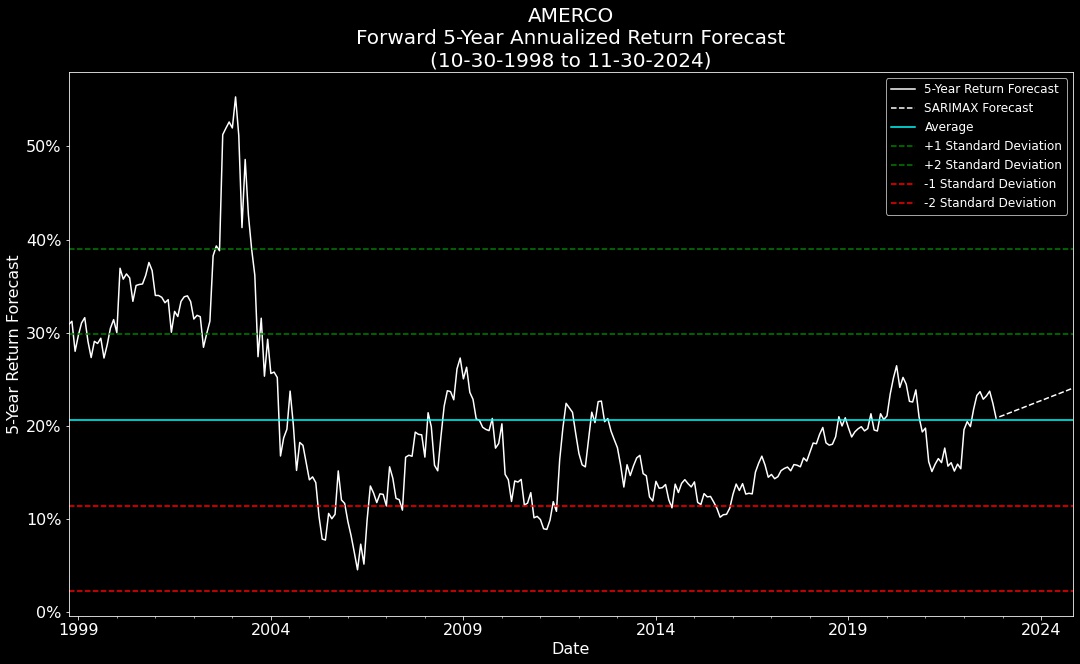 AMERCO
Forward 5-Year Annualized Return Forecast
(10-30-1998 to 11-30-2024)
5-Year Return Forecast
SARIMAX Forecast
Average
+1 Standard Deviation
+2 Standard Deviation
-1 Standard Deviation
-2 Standard Deviation
5-Year Return Forecast
50%
40%
30%
20%
10%
0%
1999
2004
2009
2014
2019
2024
Date